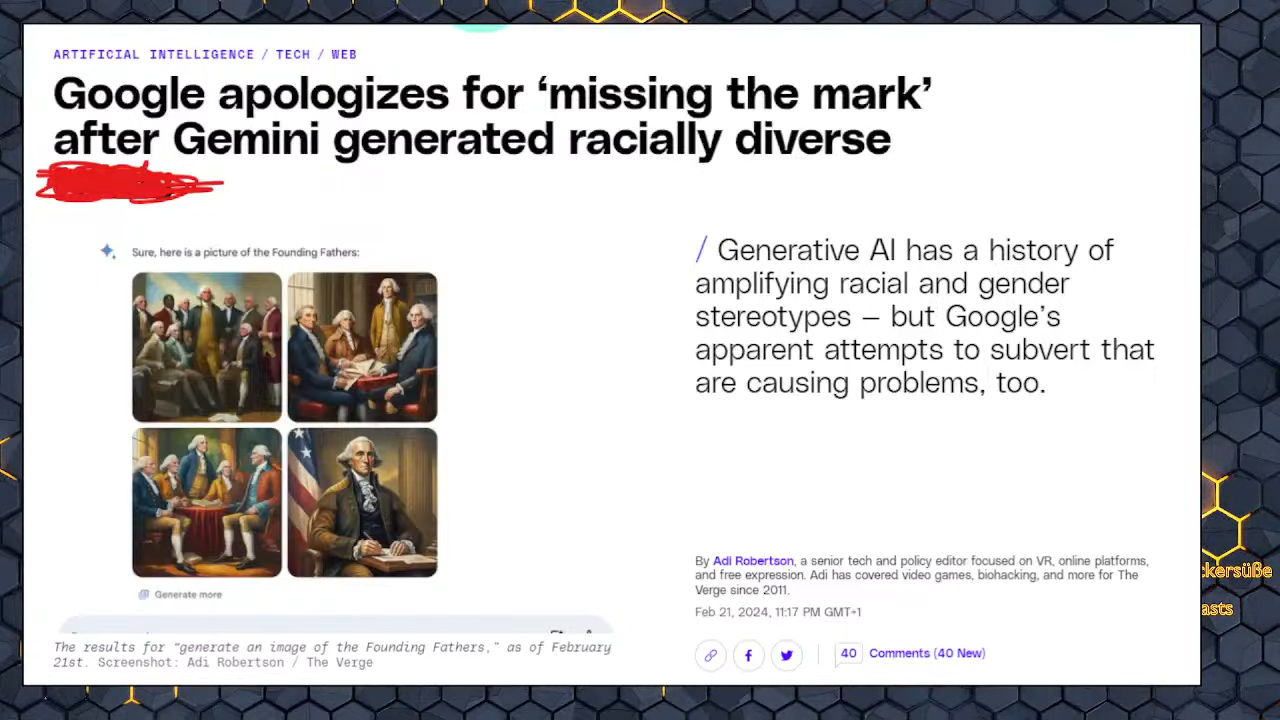 ARTIFICIAL INTELLIGENCE / TECH / WEB
Google apologizes for ‘missing the mark’
after Gemini generated racially diverse
Sure, here is a picture of the Founding Fathers:
Generate more
The results for “generate an image of the Founding Fathers,” as of February
21st. Screenshot: Adi Robertson / The Verge
/ Generative AI has a history of
amplifying racial and gender
stereotypes — but Google’s
apparent attempts to subvert that
are causing problems, too.
By Adi Robertson, a senior tech and policy editor focused on VR, online platforms,
and free expression. Adi has covered video games, biohacking, and more for The
Verge since 2011.
Feb 21, 2024, 11:17 PM GMT+1
40 Comments (40 New)
ckersüße
asts